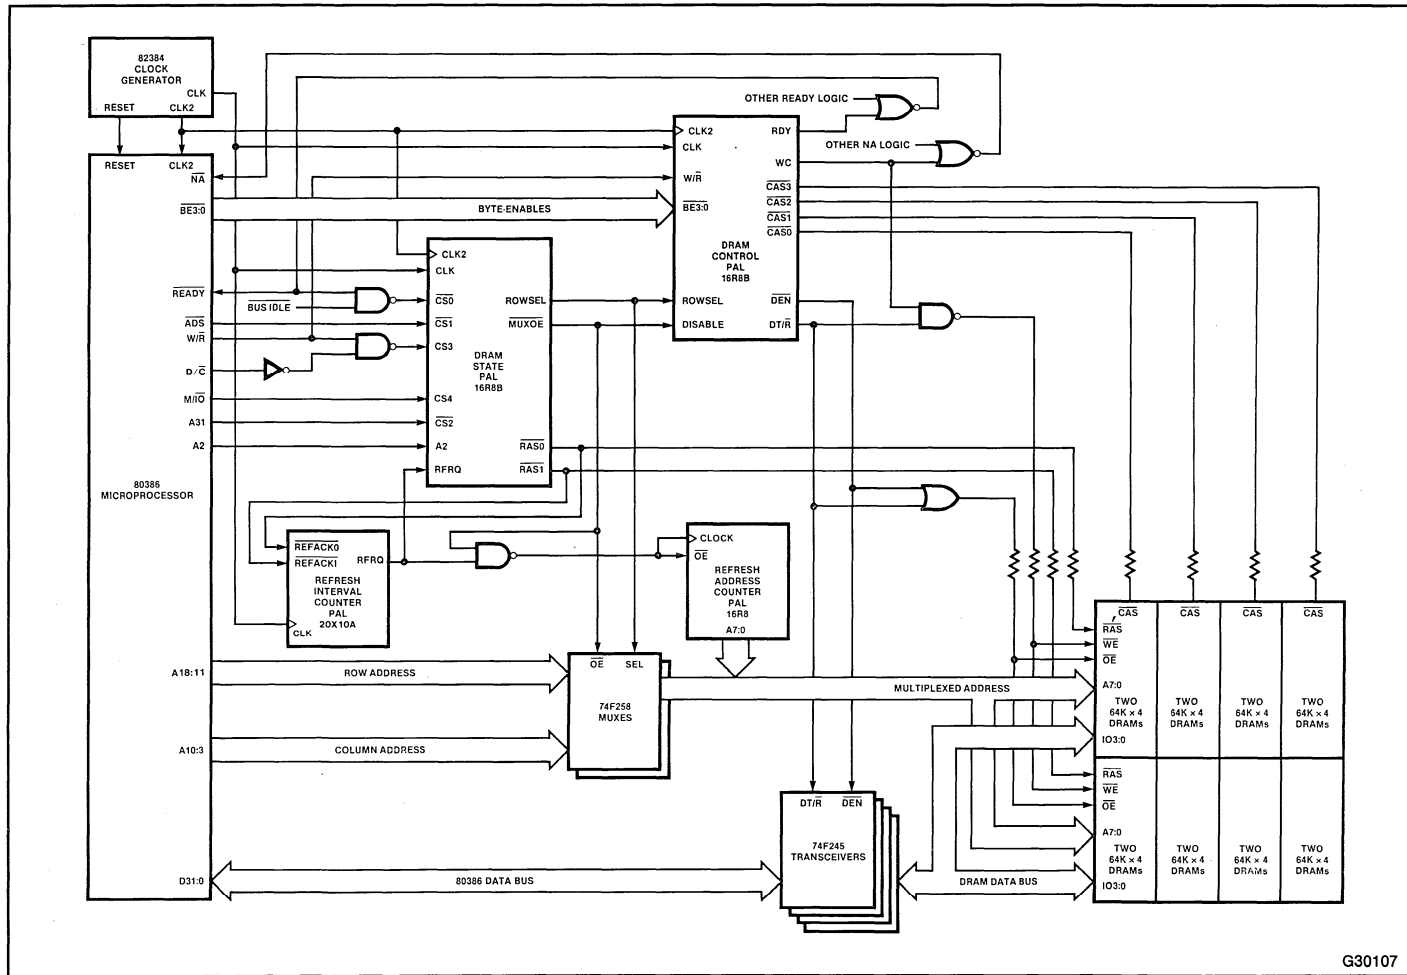 82384
CLOCK
GENERATOR
CLK
RESET
CLK2
RESET
CLK2
NA
BE3:0
READY
ADS
W/R
D/C
M/IO
A31
A2
80386
MICROPROCESSOR
A18:11
A10:3
D31:0
BYTE-ENABLES
BUS IDLE
CLK2
CLK
CS0
CS1
CS3
CS4
CS2
A2
RFRQ
ROWSEL
MUXOE
DRAM
STATE
PAL
16R8B
RAS0
RAS1
OTHER READY LOGIC
OTHER NA LOGIC
CLK2
CLK
W/R
BE3:0
ROWSEL
DISABLE
DRAM
CONTROL
PAL
16R8B
RDY
WC
CAS3
CAS2
CAS1
CAS0
DEN
DT/R
REFACK0
REFACKI
RFRQ
REFRESH
INTERVAL
COUNTER
PAL
20X10A
CLK
CLOCK
OE
REFRESH
ADDRESS
COUNTER
PAL
16R8
A7:0
ROW ADDRESS
COLUMN ADDRESS
OE
SEL
74F258
MUXES
MULTIPLEXED ADDRESS
DT/R
DEN
74F245
TRANSCEIVERS
80386 DATA BUS
DRAM DATA BUS
CAS
CAS
CAS
CAS
RAS
WE
OE
A7:0
IO3:0
TWO
64K × 4
DRAMs
TWO
64K × 4
DRAMs
TWO
64K × 4
DRAMs
TWO
64K × 4
DRAMs
RAS
WE
OE
A7:0
IO3:0
TWO
64K × 4
DRAMs
TWO
64K × 4
DRAMs
TWO
64K × 4
DRAMs
TWO
64K × 4
DRAMs
G30107